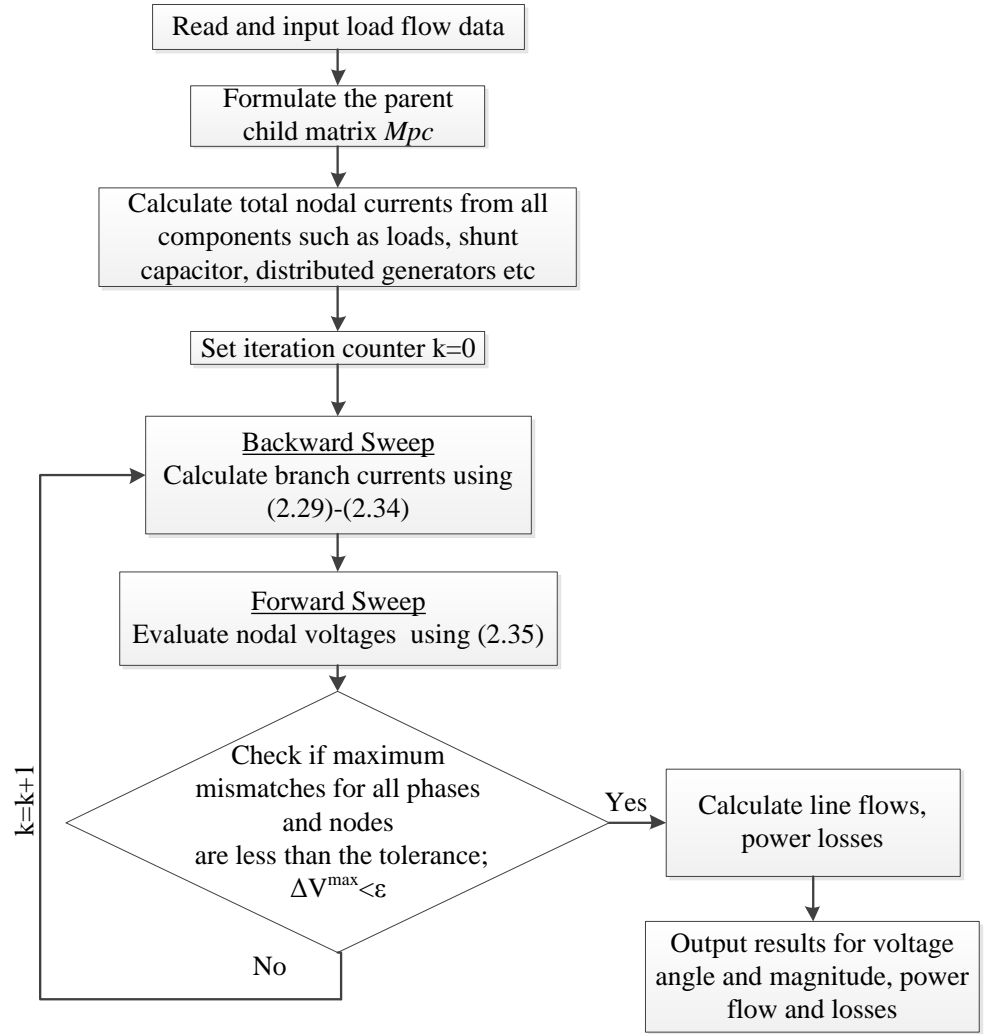 Read and input load flow data
Formulate the parent
child matrix Mpc
Calculate total nodal currents from all
components such as loads, shunt
capacitor, distributed generators etc
Set iteration counter k=0
Backward Sweep
Calculate branch currents using
(2.29)-(2.34)
Forward Sweep
Evaluate nodal voltages using (2.35)
k=k+1
Check if maximum
mismatches for all phases
and nodes
are less than the tolerance;
ΔV^max<ε
Yes
No
Calculate line flows,
power losses
Output results for voltage
angle and magnitude, power
flow and losses